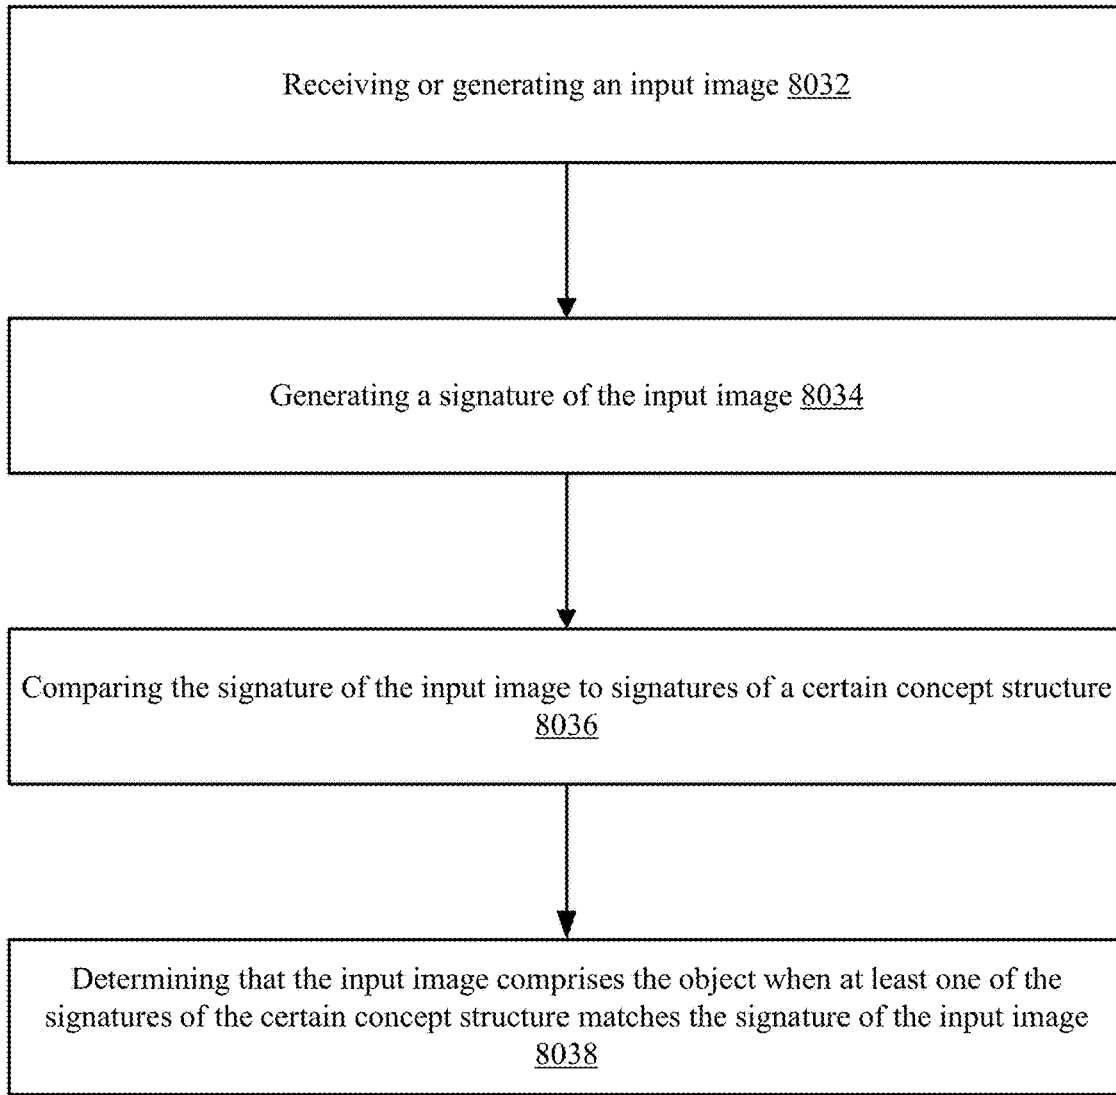 Receiving or generating an input image 8032
Generating a signature of the input image 8034
Comparing the signature of the input image to signatures of a certain concept structure
8036
Determining that the input image comprises the object when at least one of the
signatures of the certain concept structure matches the signature of the input image
8038